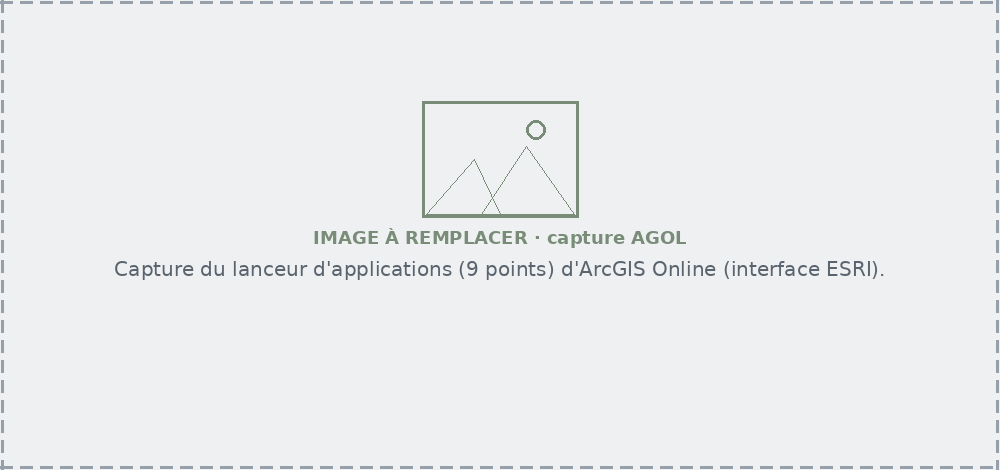 IMAGE À REMPLACER · capture AGOL
Capture du lanceur d'applications (9 points) d'ArcGIS Online (interface ESRI).